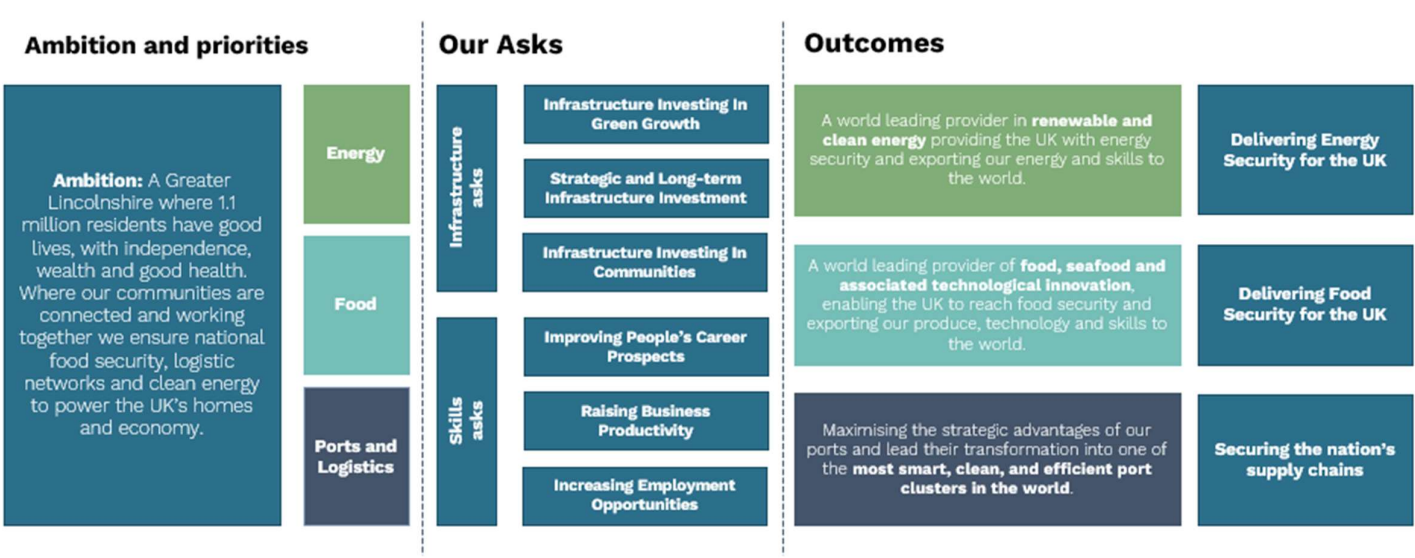 Ambition and priorities
Ambition: A Greater
Lincolnshire where 1.1
million residents have good
lives, with independence,
wealth and good health.
Where our communities are
connected and working
together we ensure national
food security, logistic
networks and clean energy
to power the UK's homes
and economy.
Energy
Food
Ports and
Logistics
Our Asks
Infrastructure
asks
Infrastructure Investing In
Green Growth
Strategic and Long-term
Infrastructure Investment
Infrastructure Investing In
Communities
Skills
asks
Improving People's Career
Prospects
Raising Business
Productivity
Increasing Employment
Opportunities
Outcomes
A world leading provider in renewable and
clean energy providing the UK with energy
security and exporting our energy and skills to
the world.
Delivering Energy
Security for the UK
A world leading provider of food, seafood and
associated technological innovation,
enabling the UK to reach food security and
exporting our produce, technology and skills to
the world.
Delivering Food
Security for the UK
Maximising the strategic advantages of our
ports and lead their transformation into one of
the most smart, clean, and efficient port
clusters in the world.
Securing the nation's
supply chains